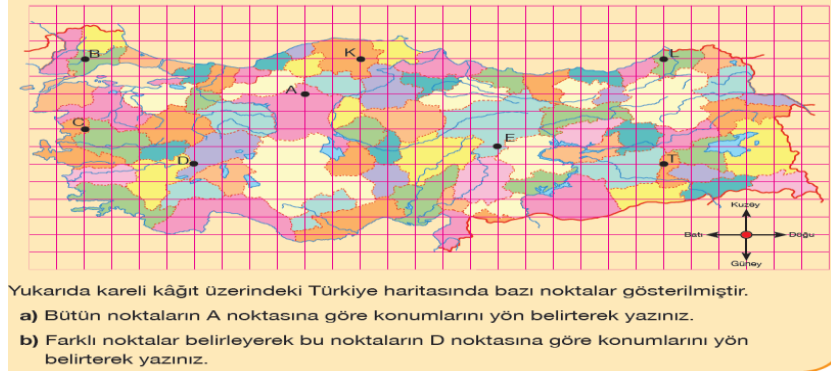 B
K
L
A
C
E
D
T
Kuzey
Batı
Doğu
Güney
Yukarıda kareli kâğıt üzerindeki Türkiye haritasında bazı noktalar gösterilmiştir.
a) Bütün noktaların A noktasına göre konumlarını yön belirterek yazınız.
b) Farklı noktalar belirleyerek bu noktaların D noktasına göre konumlarını yön
belirterek yazınız.